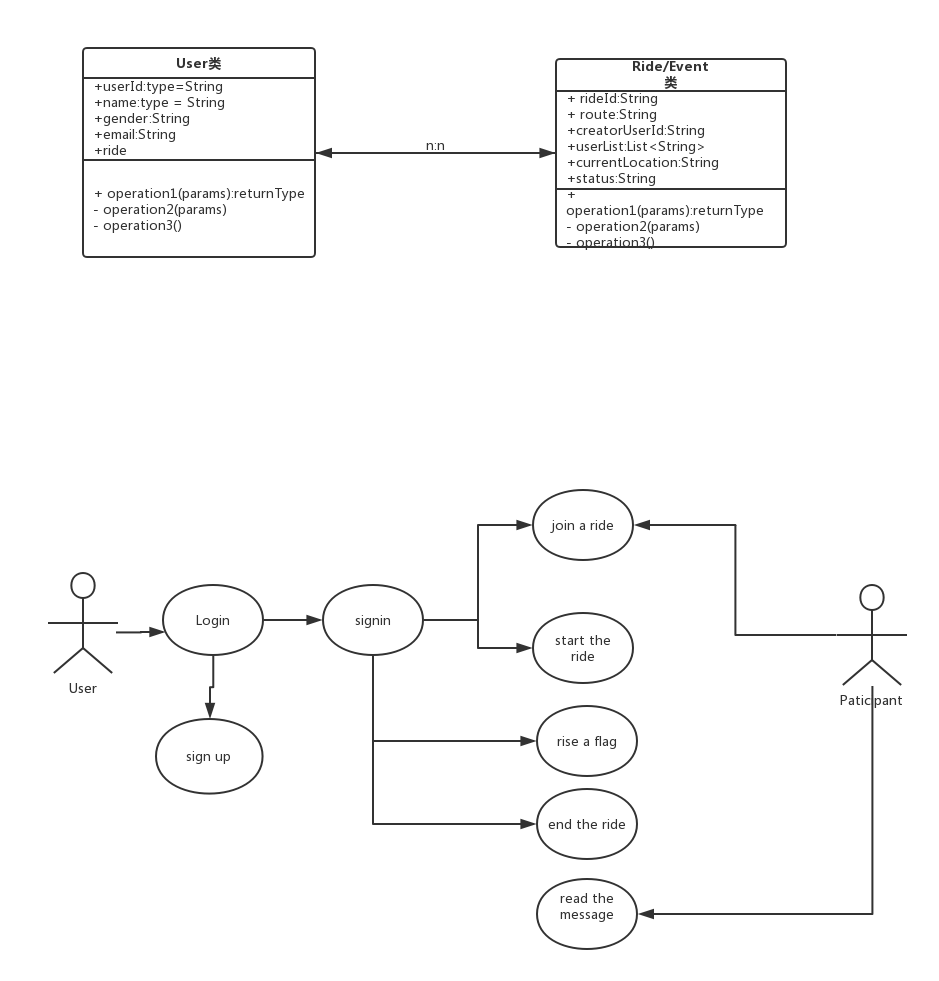 User类
+userId:type=String
+name:type = String
+gender:String
+email:String
+ride
+ operation1(params):returnType
- operation2(params)
- operation3()
n:n
Ride/Event
类
+ rideId:String
+ route:String
+creatorUserId:String
+userList:List<String>
+currentLocation:String
+status:String
+
operation1(params):returnType
- operation2(params)
- operation3()
join a ride
Login
signin
start the
ride
User
Paticipant
sign up
rise a flag
end the ride
read the
message